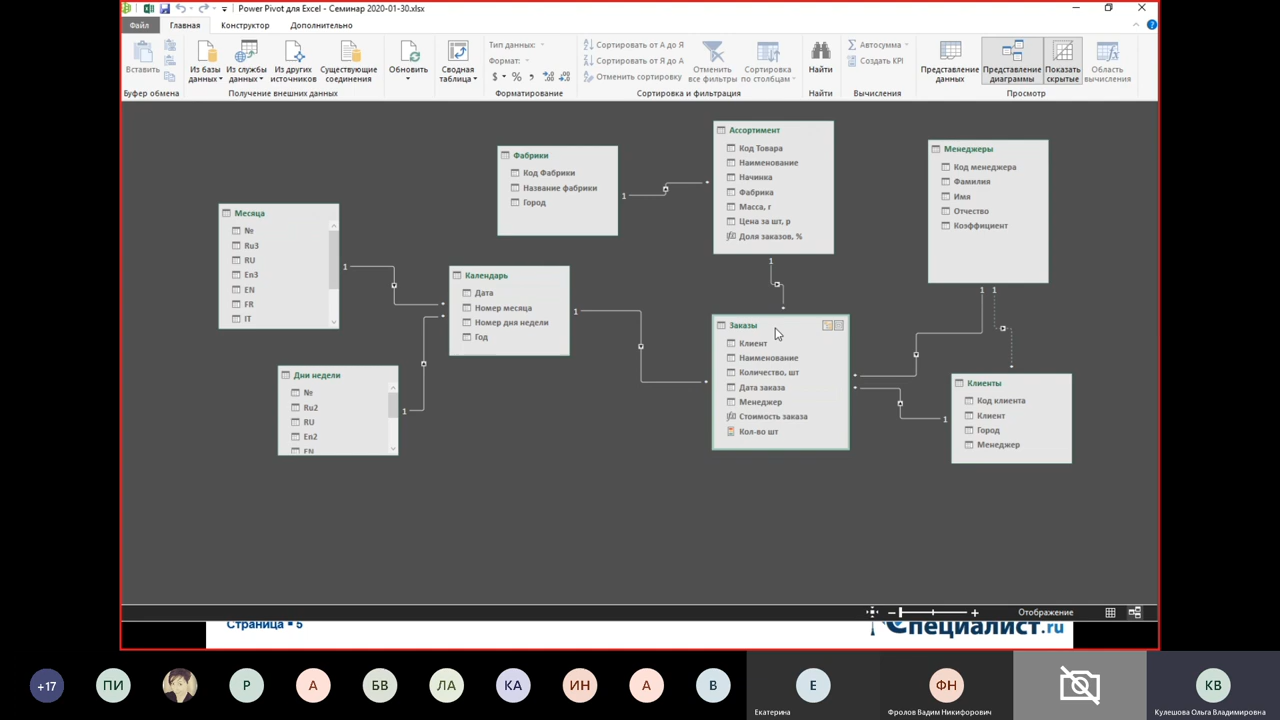 Power Pivot для Excel - Семинар 2020-01-30.xlsx
Файл
Главная
Конструктор
Дополнительно
Вставить
Буфер обмена
Из базы данных
Из службы данных
Из других источников
Существующие соединения
Получение внешних данных
Обновить
Сводная таблица
Тип данных:
Формат:
$ % ,
Форматирование
Сортировать от А до Я
Сортировать от Я до А
Отменить сортировку
Отменить все фильтры
Сортировка по столбцам
Сортировка и фильтрация
Найти
Найти
Автосумма
Создать KPI
Вычисления
Представление данных
Представление диаграммы
Показать скрытые
Область вычисления
Просмотр
Ассортимент
Код Товара
Наименование
Начинка
Фабрика
Масса, г
Цена за шт, р
Доля заказов, %
Менеджеры
Код менеджера
Фамилия
Имя
Отчество
Коэффициент
Фабрики
Код Фабрики
Название фабрики
Город
1
*
Месяца
№
Ru3
RU
En3
EN
FR
IT
1
*
Календарь
Дата
Номер месяца
Номер дня недели
Год
1
*
1
*
1 1
Заказы
Клиент
Наименование
Количество, шт
Дата заказа
Менеджер
Стоимость заказа
Кол-во шт
*
*
*
1
Клиенты
Код клиента
Клиент
Город
Менеджер
Дни недели
№
Ru2
RU
En2
EN
1
*
Отображение
Страница ▪ 5
Специалист.ru
+17
ПИ
Р
А
БВ
ЛА
КА
ИН
А
В
Е
Екатерина
ФН
Фролов Вадим Никифорович
КВ
Кулешова Ольга Владимировна